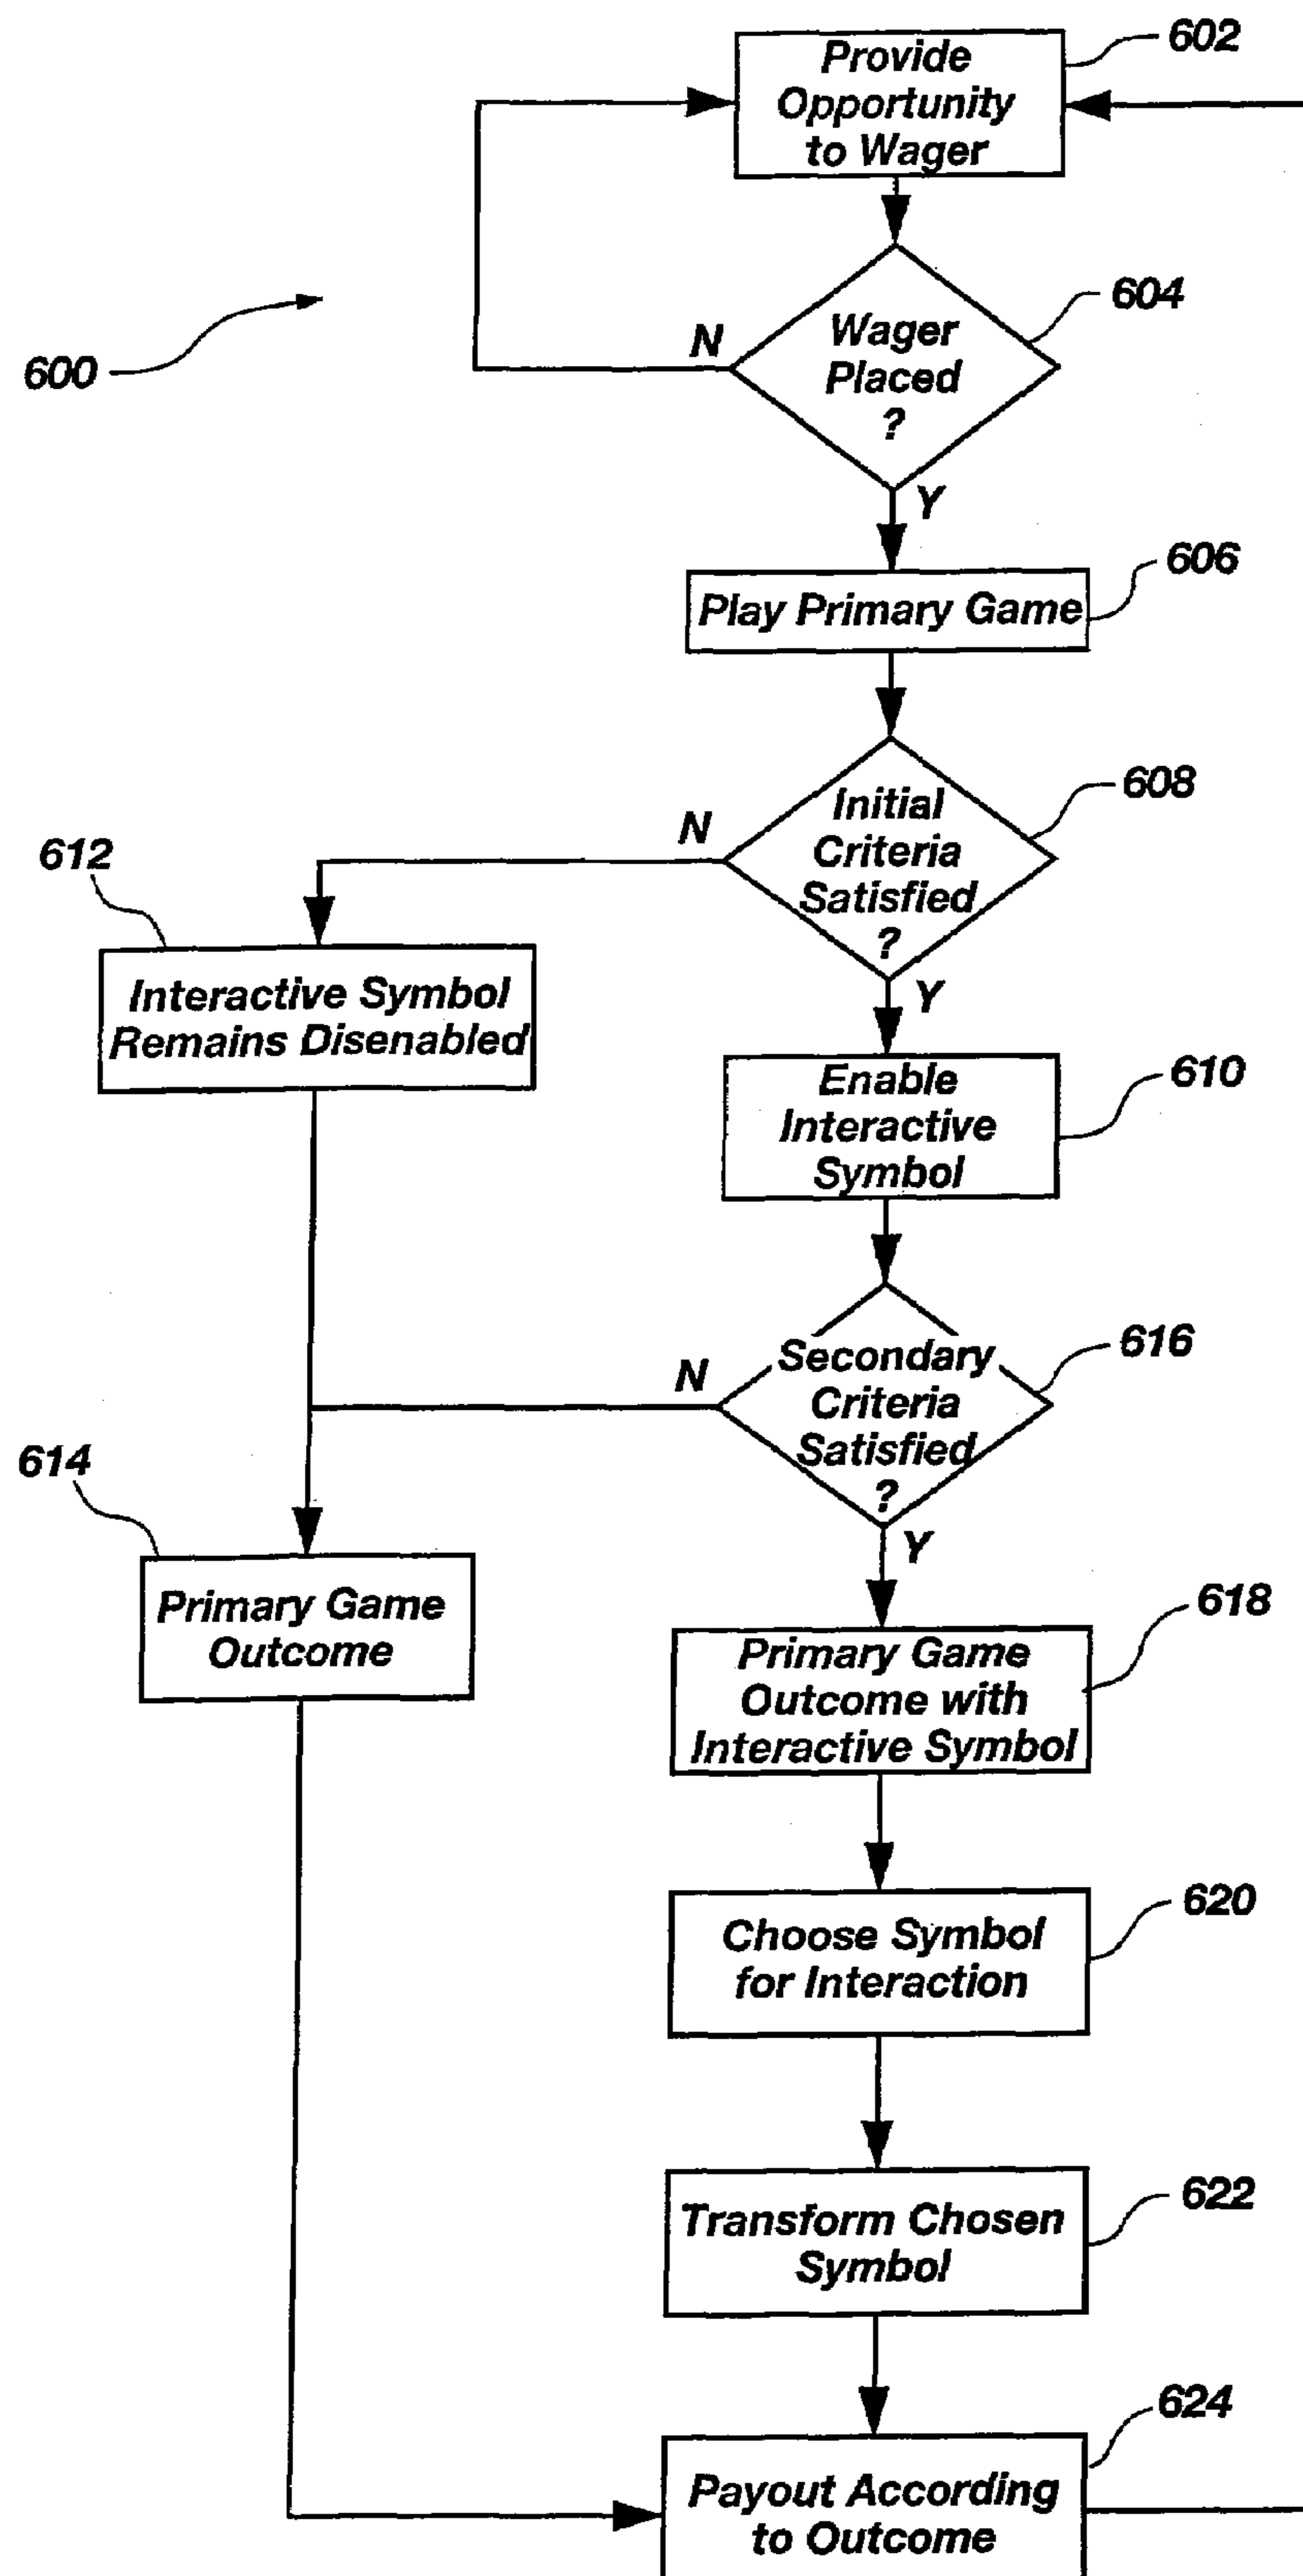 602
Provide
Opportunity
to Wager
604
Wager
Placed
?
N
Y
600
606
Play Primary Game
608
Initial
Criteria
Satisfied
?
N
Y
612
Interactive Symbol
Remains Disenabled
610
Enable
Interactive
Symbol
616
Secondary
Criteria
Satisfied
?
N
Y
614
Primary Game
Outcome
618
Primary Game
Outcome with
Interactive Symbol
620
Choose Symbol
for Interaction
622
Transform Chosen
Symbol
624
Payout According
to Outcome